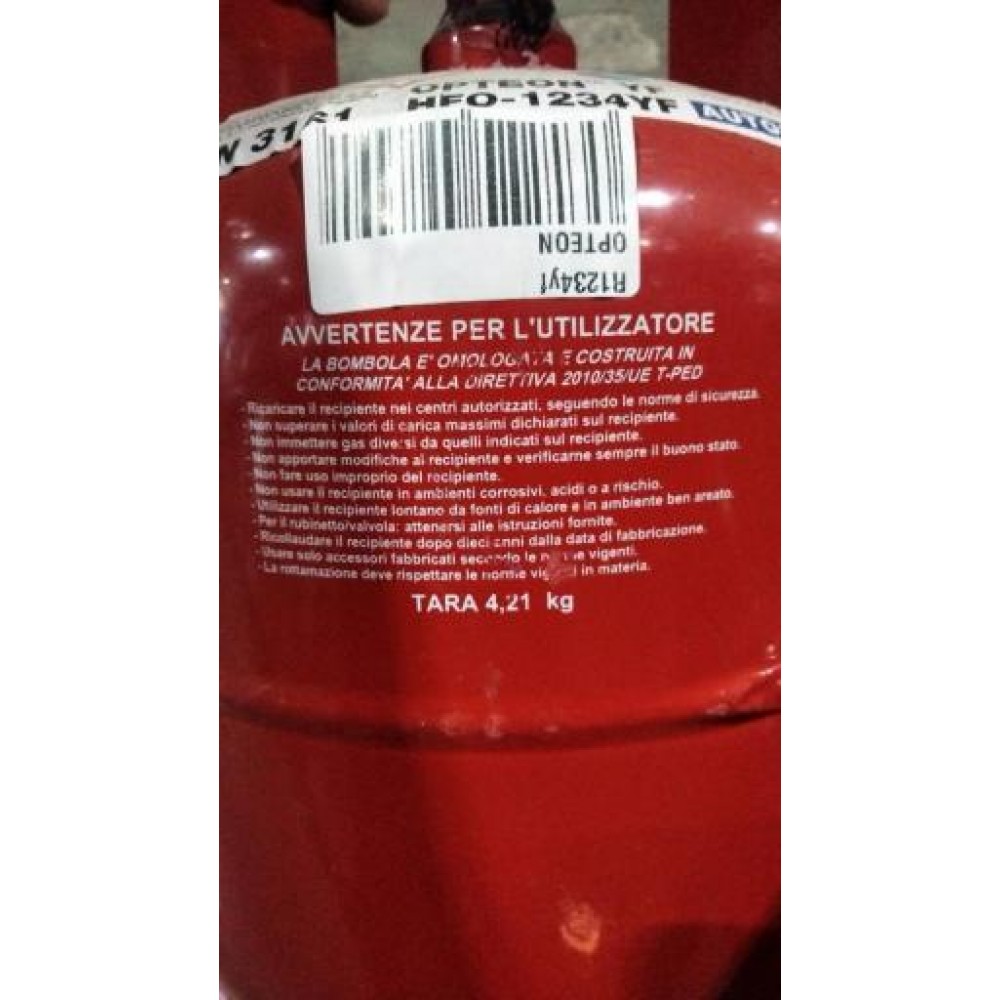 OPTEON YF
HFO-1234YF
AUTO
3161
OPTEON
R1234yf
AVVERTENZE PER L'UTILIZZATORE
LA BOMBOLA E' OMOLOGATA E COSTRUITA IN
CONFORMITA' ALLA DIRETTIVA 2010/35/UE T-PED
- Ricaricare il recipiente nei centri autorizzati, seguendo le norme di sicurezza.
- Non superare i valori di carica massimi dichiarati sul recipiente.
- Non immettere gas diversi da quelli indicati sul recipiente.
- Non apportare modifiche al recipiente e verificarne sempre il buono stato.
- Non fare uso improprio del recipiente.
- Non usare il recipiente in ambienti corrosivi, acidi o a rischio.
- Utilizzare il recipiente lontano da fonti di calore e in ambiente ben areato.
- Per il rubinetto/valvola: attenersi alle istruzioni fornite.
- Ricollaudare il recipiente dopo dieci anni dalla data di fabbricazione.
- Usare solo accessori fabbricati secondo le norme vigenti.
- La rottamazione deve rispettare le norme vigenti in materia.
TARA 4,21 kg